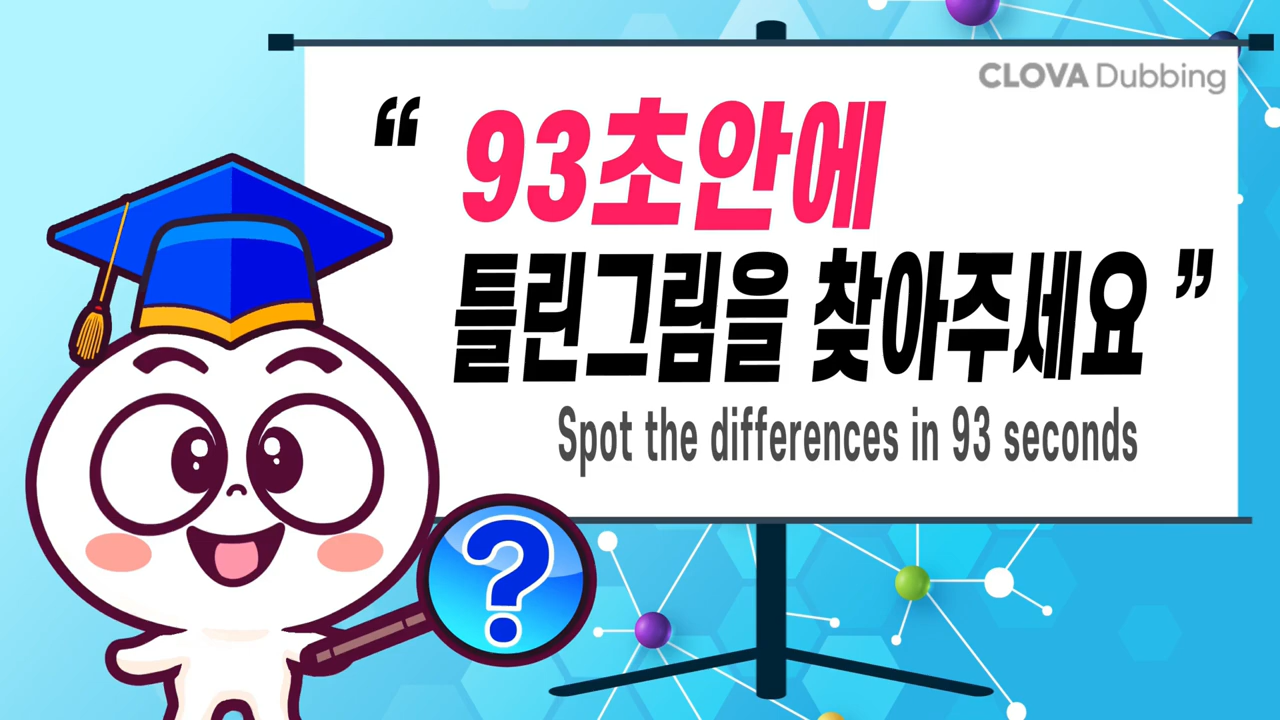 CLOVA Dubbing
“ 93초안에
틀린그림을 찾아주세요 ”
Spot the differences in 93 seconds
?